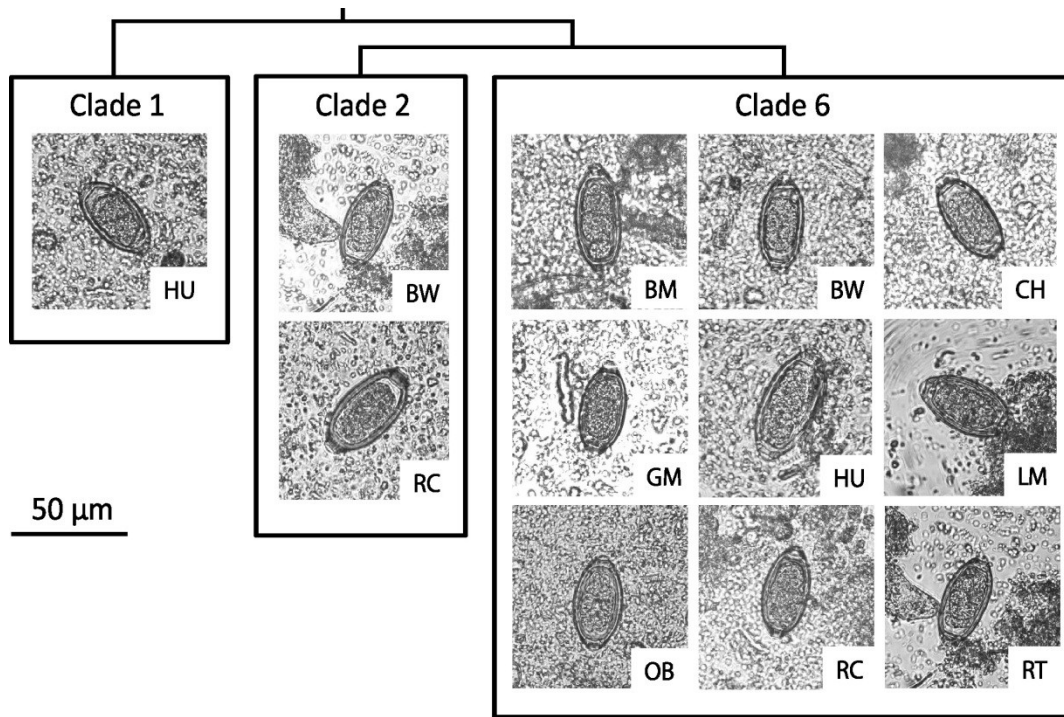 Clade 1
HU
Clade 2
BW
RC
Clade 6
BM
BW
CH
GM
HU
LM
OB
RC
RT
50 µm